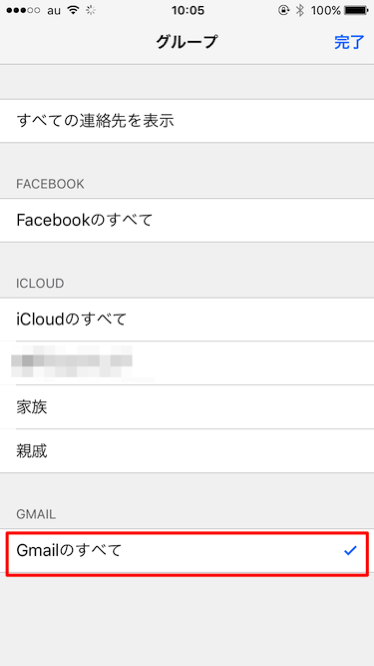 au 10:05 100%
グループ 完了
すべての連絡先を表示
FACEBOOK
Facebookのすべて
ICLOUD
iCloudのすべて
家族
親戚
GMAIL
Gmailのすべて